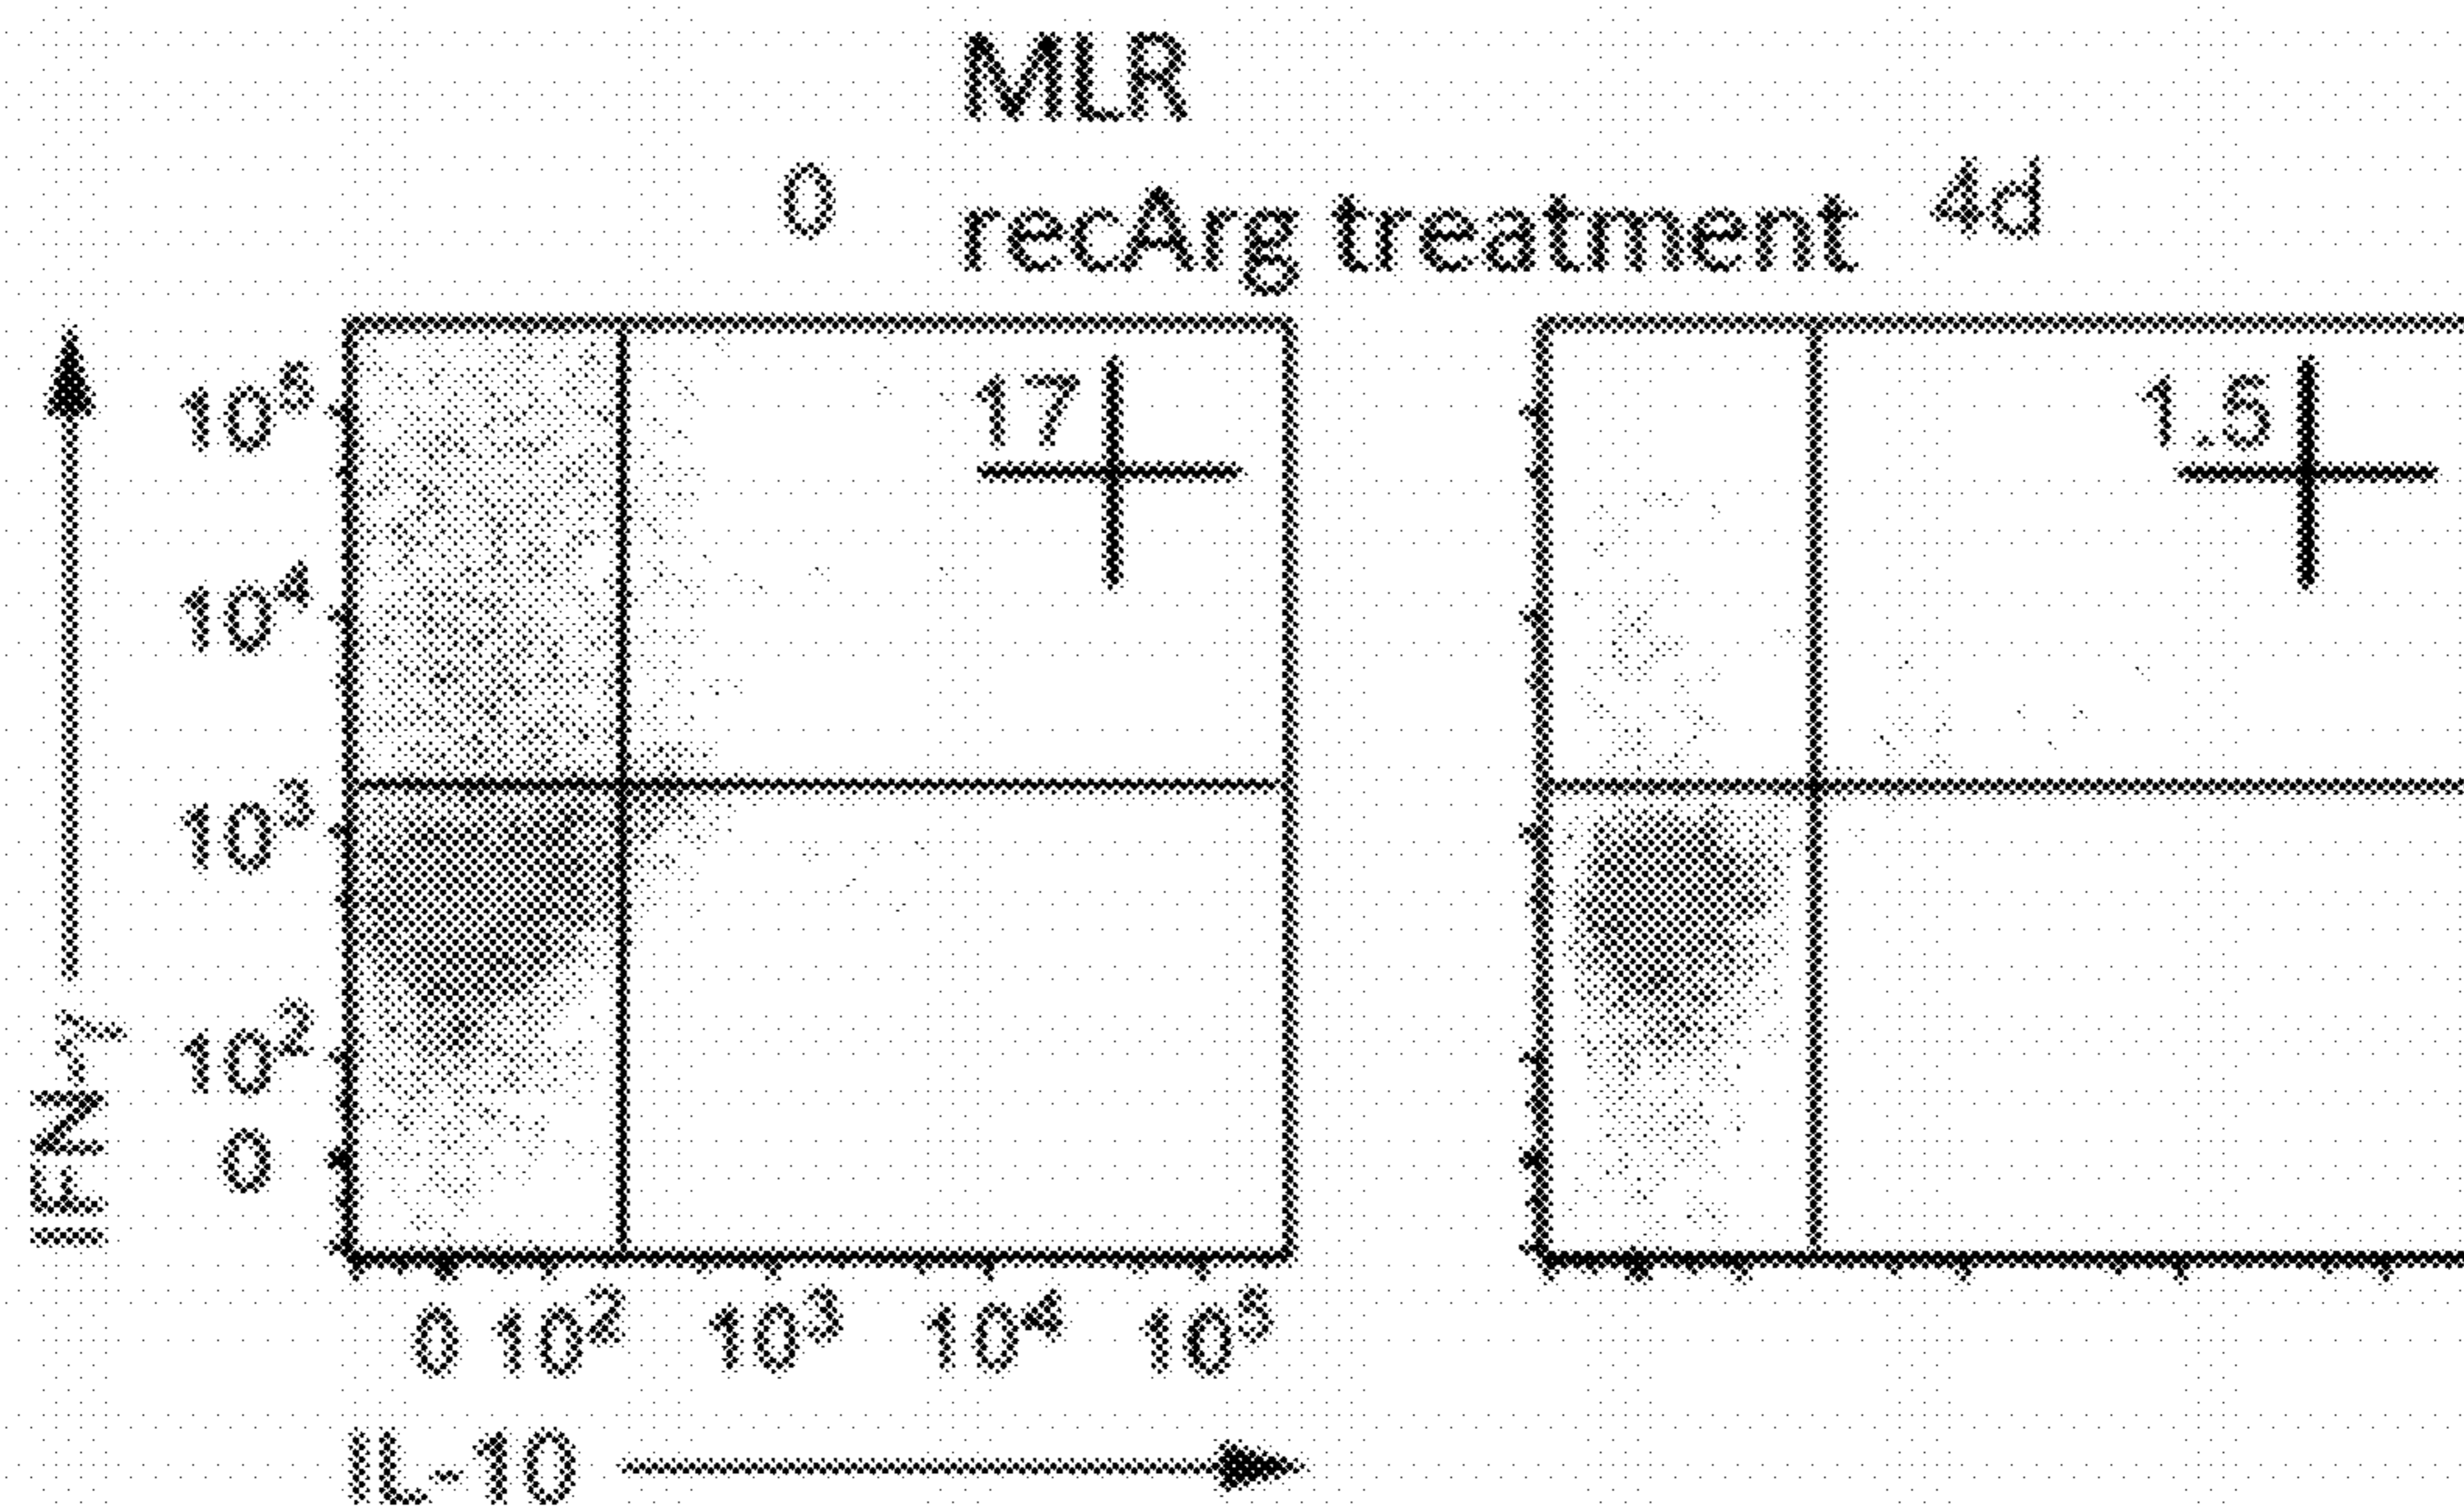 MLR
0 recArg treatment 4d
10⁵
17
1.5
10⁴
10³
10²
0
IFN-γ
0 10² 10³ 10⁴ 10⁵
IL-10